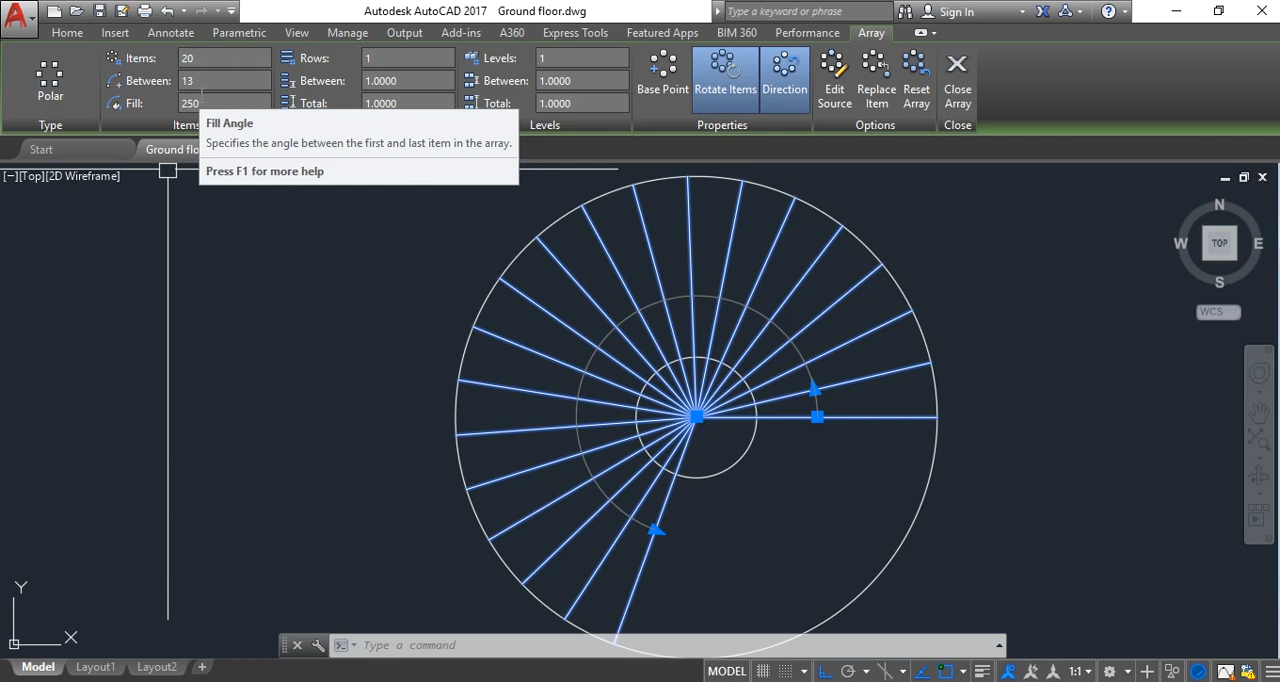 Autodesk AutoCAD 2017 Ground floor.dwg
Type a keyword or phrase
Sign In
Home Insert Annotate Parametric View Manage Output Add-ins A360 Express Tools Featured Apps BIM 360 Performance Array
Items: 20 Rows: 1 Levels: 1
Between: 13 Between: 1.0000 Between: 1.0000
Fill: 250 Total: 1.0000 Total: 1.0000
Polar
Base Point Rotate Items Direction
Edit Source
Replace Item
Reset Array
Close Array
Type Items Levels Properties Options Close
Fill Angle
Specifies the angle between the first and last item in the array.
Press F1 for more help
Start Ground flo
[−][Top][2D Wireframe]
N
W TOP E
S
WCS
Y
X
Type a command
Model Layout1 Layout2 +
MODEL 1:1